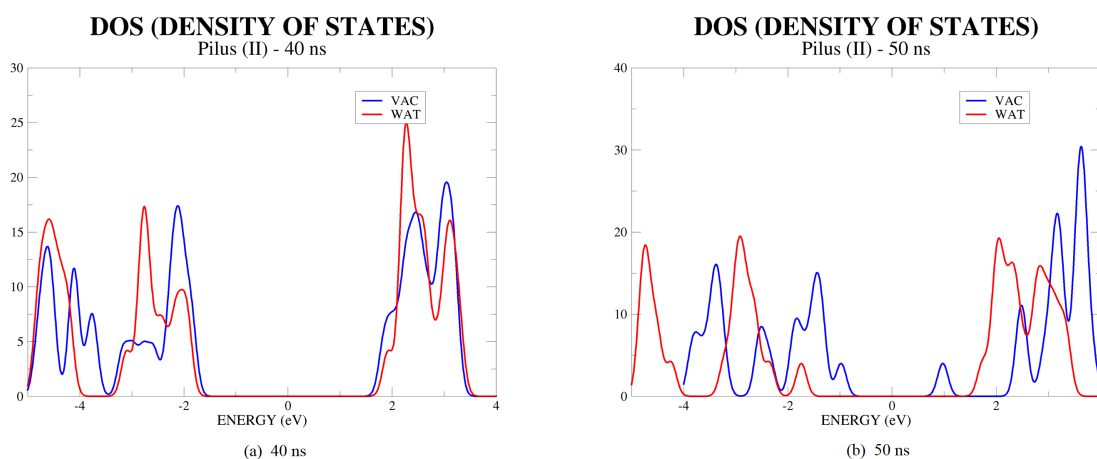 DOS (DENSITY OF STATES)
Pilus (II) - 40 ns
30
25
20
15
10
5
0
VAC
WAT
-4 -2 0 2 4
ENERGY (eV)
(a) 40 ns
DOS (DENSITY OF STATES)
Pilus (II) - 50 ns
40
30
20
10
0
VAC
WAT
-4 -2 0 2
ENERGY (eV)
(b) 50 ns